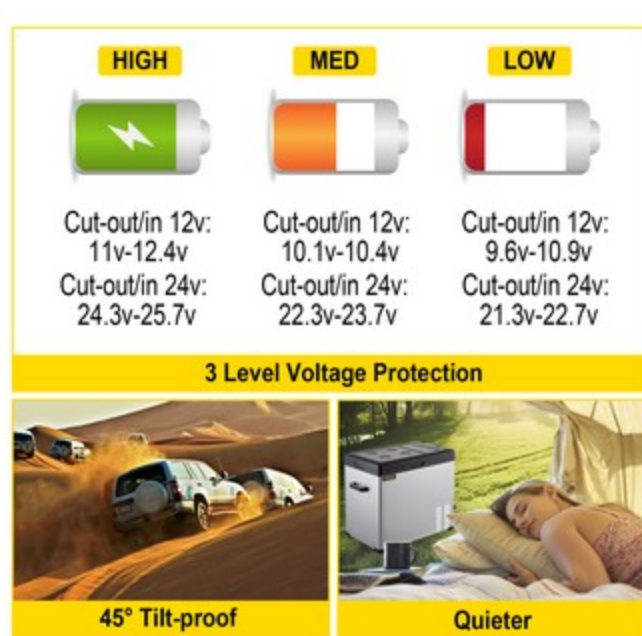 HIGH
MED
LOW
Cut-out/in 12v:
11v-12.4v
Cut-out/in 24v:
24.3v-25.7v
Cut-out/in 12v:
10.1v-10.4v
Cut-out/in 24v:
22.3v-23.7v
Cut-out/in 12v:
9.6v-10.9v
Cut-out/in 24v:
21.3v-22.7v
3 Level Voltage Protection
45° Tilt-proof
Quieter